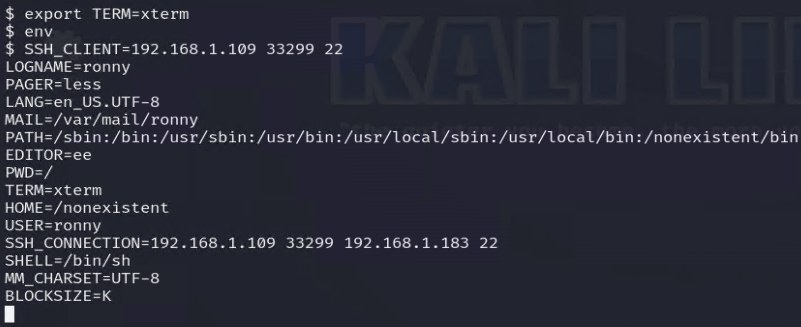 $ export TERM=xterm
$ env
$ SSH_CLIENT=192.168.1.109 33299 22
LOGNAME=ronny
PAGER=less
LANG=en_US.UTF-8
MAIL=/var/mail/ronny
PATH=/sbin:/bin:/usr/sbin:/usr/bin:/usr/local/sbin:/usr/local/bin:/nonexistent/bin
EDITOR=ee
PWD=/
TERM=xterm
HOME=/nonexistent
USER=ronny
SSH_CONNECTION=192.168.1.109 33299 192.168.1.183 22
SHELL=/bin/sh
MM_CHARSET=UTF-8
BLOCKSIZE=K
KALI LI